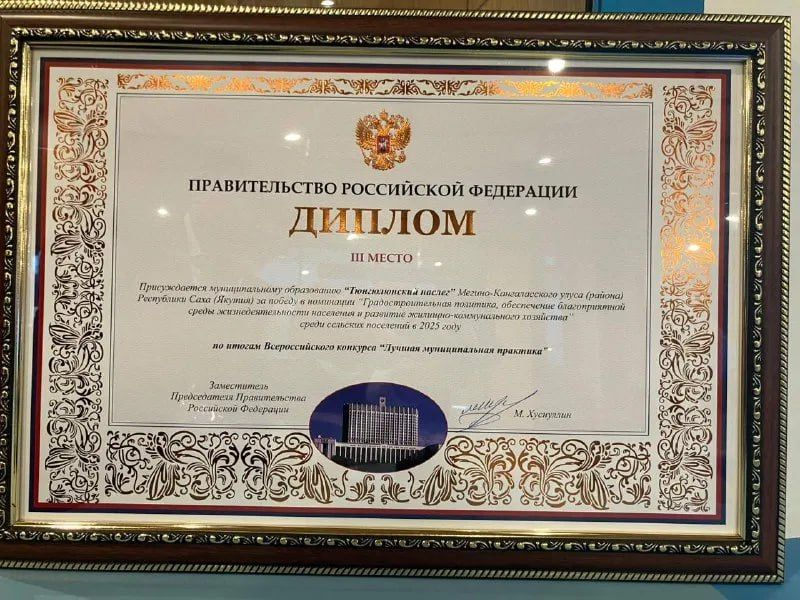 ПРАВИТЕЛЬСТВО РОССИЙСКОЙ ФЕДЕРАЦИИ
ДИПЛОМ
III МЕСТО
Присуждается муниципальному образованию "Тюнгюлюнский наслег" Мегино-Кангаласского улуса (района)
Республики Саха (Якутия) за победу в номинации "Градостроительная политика, обеспечение благоприятной
среды жизнедеятельности населения и развитие жилищно-коммунального хозяйства"
среди сельских поселений в 2025 году
по итогам Всероссийского конкурса "Лучшая муниципальная практика"
Заместитель
Председателя Правительства
Российской Федерации
М. Хуснуллин